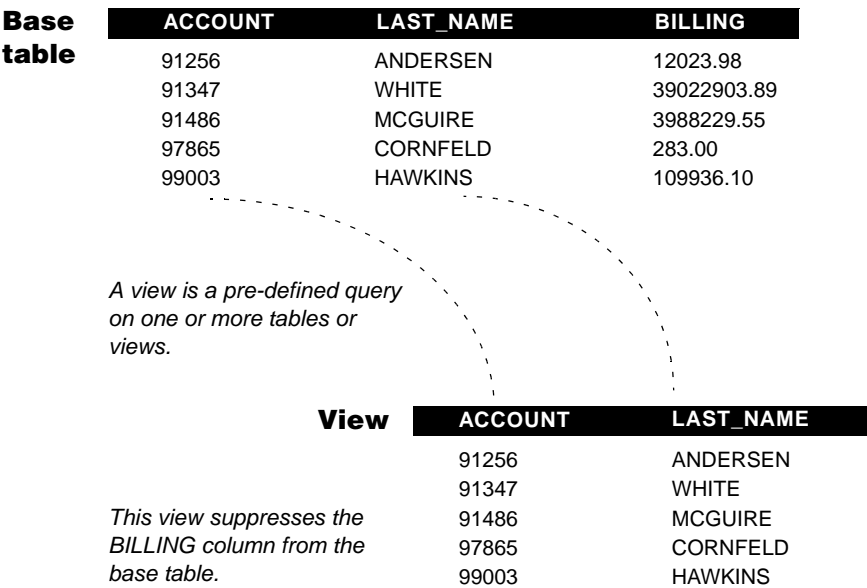 Base table
ACCOUNT LAST_NAME BILLING
91256 ANDERSEN 12023.98
91347 WHITE 39022903.89
91486 MCGUIRE 3988229.55
97865 CORNFELD 283.00
99003 HAWKINS 109936.10
A view is a pre-defined query
on one or more tables or
views.
View
ACCOUNT LAST_NAME
91256 ANDERSEN
91347 WHITE
91486 MCGUIRE
97865 CORNFELD
99003 HAWKINS
This view suppresses the
BILLING column from the
base table.